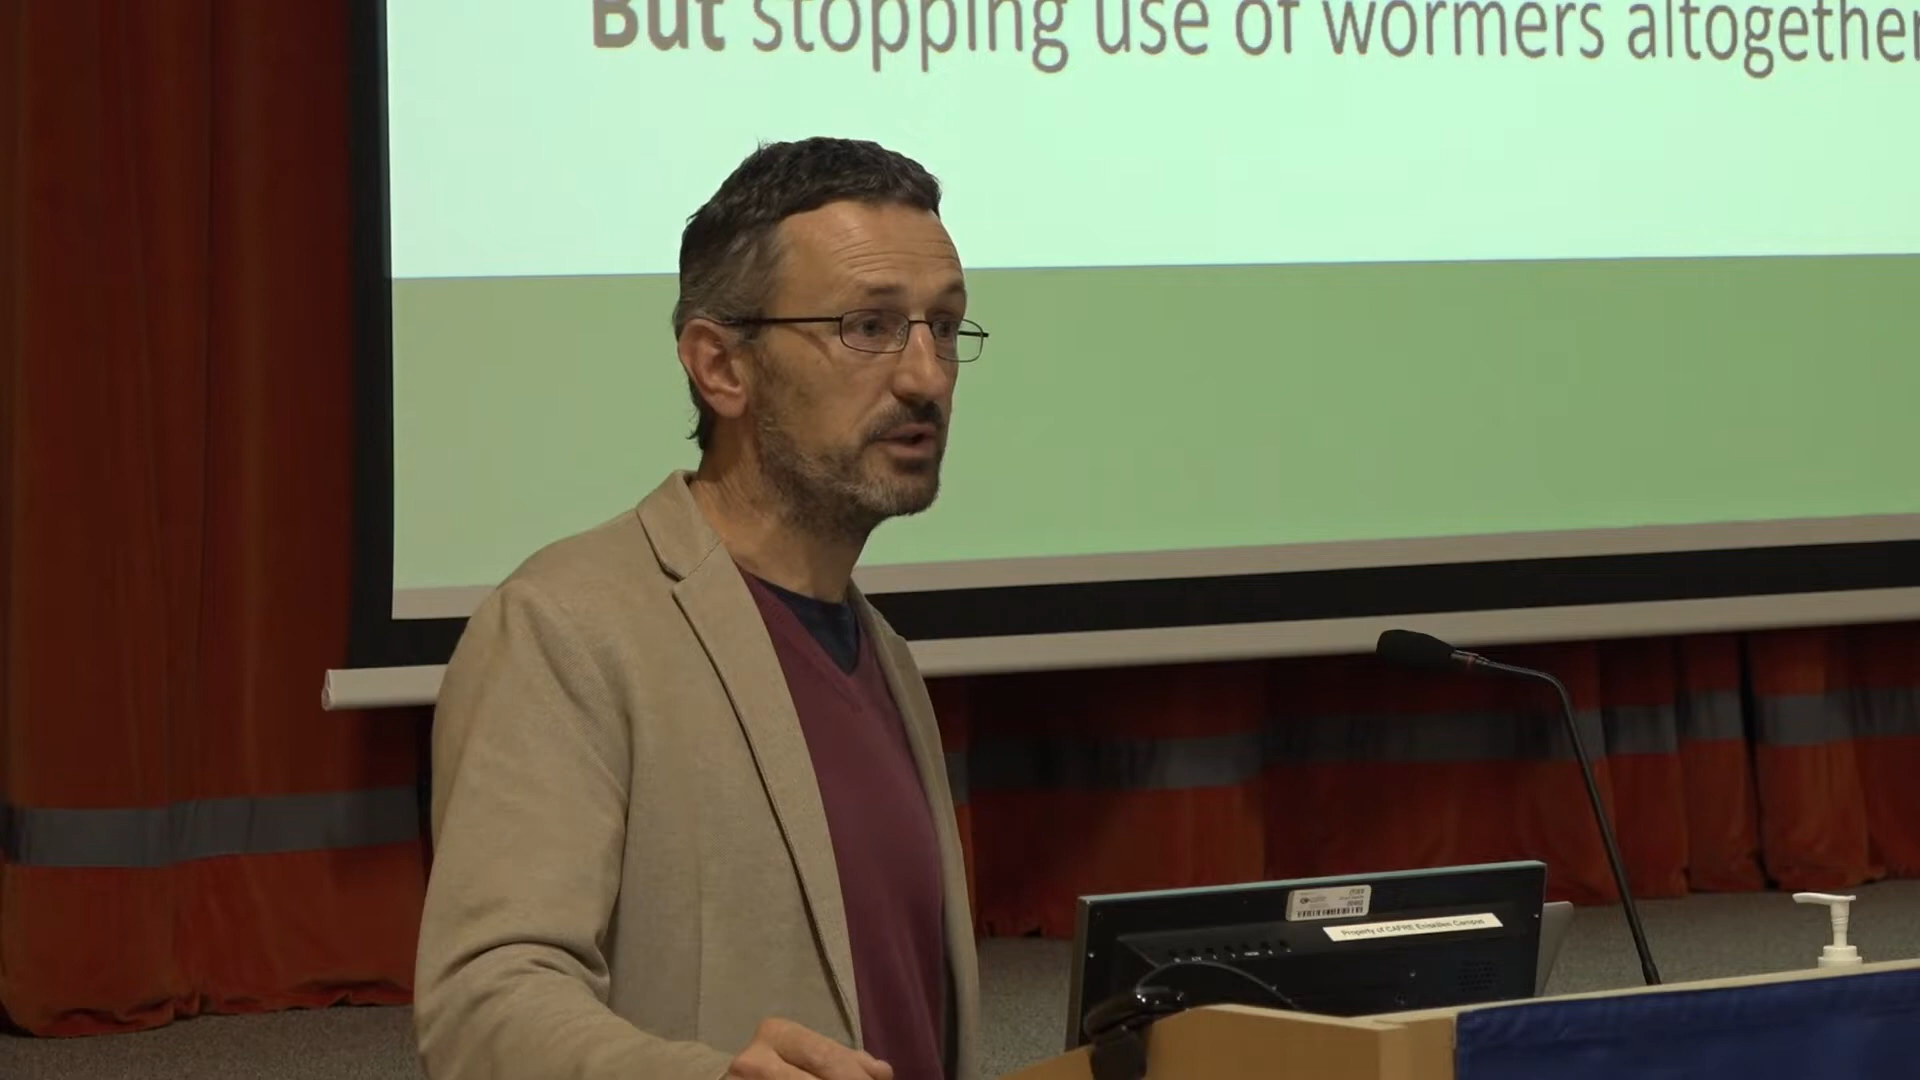 But stopping use of wormers altogether
Property of CAFRE Enniskillen Campus